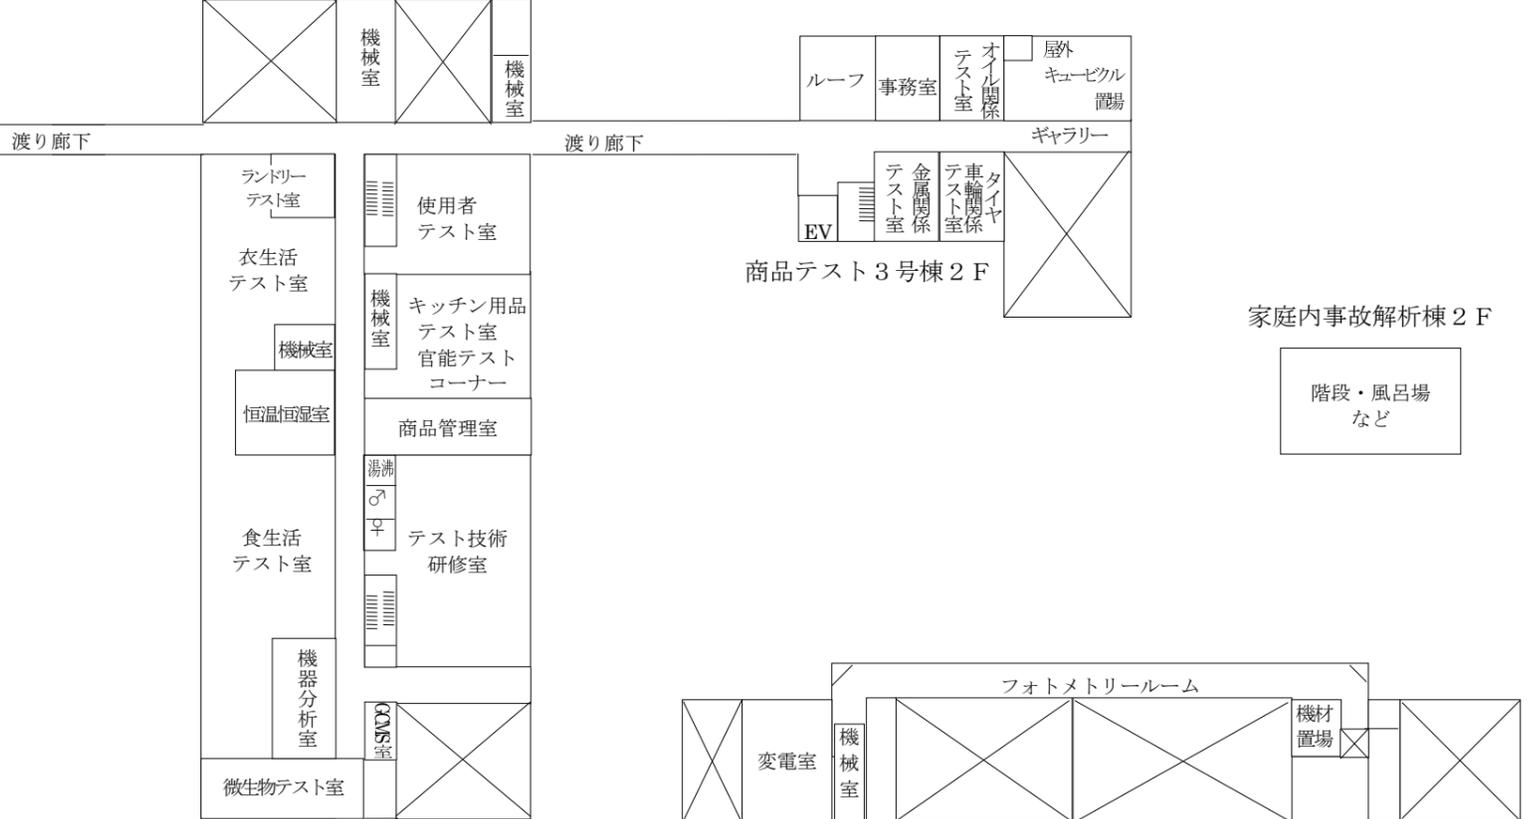 機械室
機械室
渡り廊下
渡り廊下
ランドリー
テスト室
衣生活
テスト室
機械室
恒温恒湿室
食生活
テスト室
機器分析室
微生物テスト室
使用者
テスト室
機械室
キッチン用品
テスト室
官能テスト
コーナー
商品管理室
湯沸
♂
♀
テスト技術
研修室
GCMS室
ルーフ
事務室
オイル関係
テスト室
屋外
キュービクル
置場
ギャラリー
EV
金属関係
テスト室
タイヤ
車輪関係
テスト室
商品テスト3号棟2F
家庭内事故解析棟2F
階段・風呂場
など
フォトメトリールーム
変電室
機械室
機材
置場